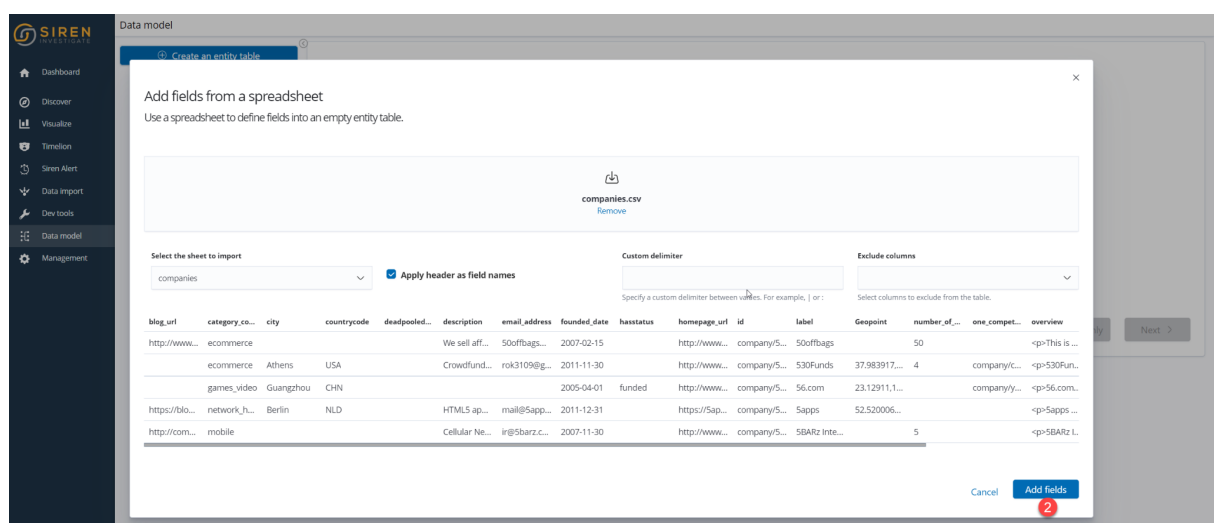 SIREN
INVESTIGATE
Data model
Create an entity table
Dashboard
Discover
Visualize
Timelion
Siren Alert
Data import
Dev tools
Data model
Management
Add fields from a spreadsheet
Use a spreadsheet to define fields into an empty entity table.
companies.csv
Remove
Select the sheet to import
Custom delimiter
Exclude columns
companies
Apply header as field names
Specify a custom delimiter between values. For example, | or :
Select columns to exclude from the table.
Next >
blog_url category_co... city countrycode deadpooled... description email_address founded_date hasstatus homepage_url id label Geopoint number_of_... one_compet... overview
http://www... ecommerce We sell aff... 50offbags... 2007-02-15 http://www... company/5... 50offbags 50 <p>This is ...
ecommerce Athens USA Crowdfund... rok3109@g... 2011-11-30 http://www... company/5... 530Funds 37.983917,... 4 company/c... <p>530Fun...
games_video Guangzhou CHN 2005-04-01 funded http://www... company/5... 56.com 23.12911,1... company/y... <p>56.com...
https://blo... network_h... Berlin NLD HTML5 ap... mail@5app... 2011-12-31 https://5ap... company/5... 5apps 52.520006... <p>5apps ...
http://com... mobile Cellular Ne... ir@5barz.c... 2007-11-30 http://www... company/5... 5BARz Inte... 5 <p>5BARz I...
Cancel
Add fields
2